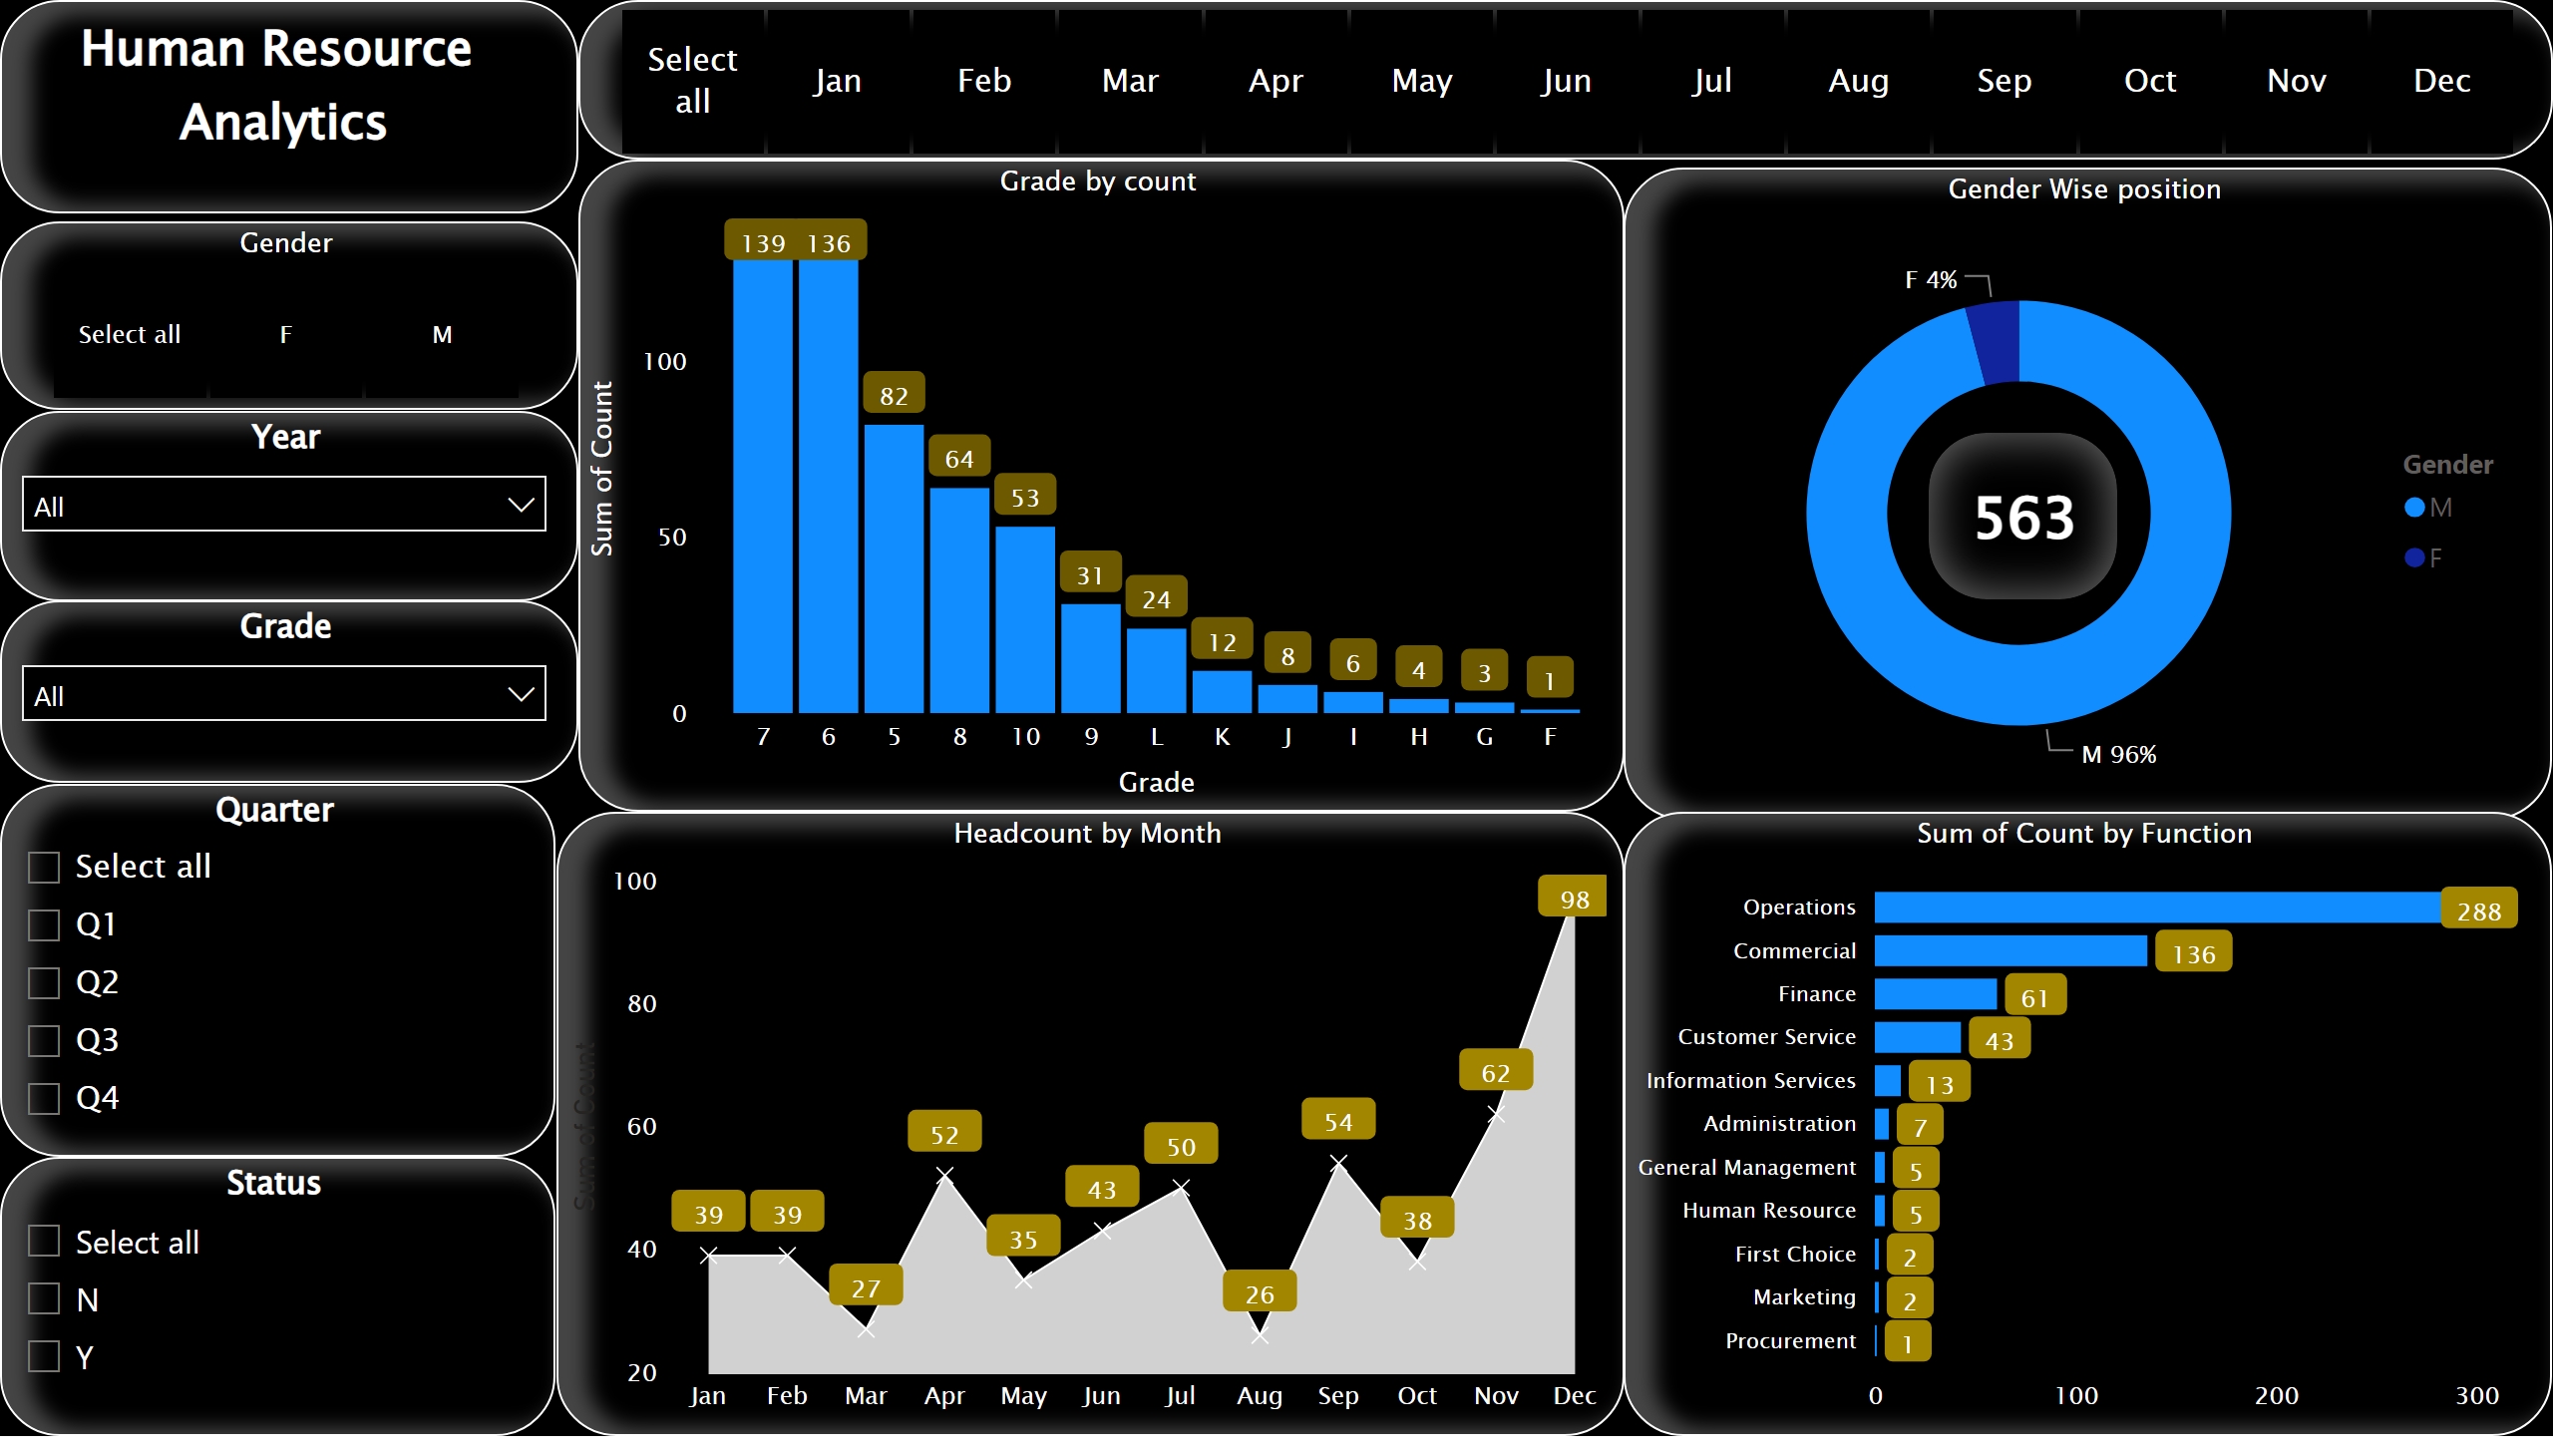 Human Resource
Analytics
Select
all
Jan
Feb
Mar
Apr
May
Jun
Jul
Aug
Sep
Oct
Nov
Dec
Gender
Select all
F
M
Year
All
Grade
All
Quarter
Select all
Q1
Q2
Q3
Q4
Status
Select all
N
Y
Grade by count
Sum of Count
100
50
0
139
136
82
64
53
31
24
12
8
6
4
3
1
7
6
5
8
10
9
L
K
J
I
H
G
F
Grade
Gender Wise position
F 4%
563
M 96%
Gender
M
F
Headcount by Month
Sum of Count
100
80
60
40
20
39
39
27
52
35
43
50
26
54
38
62
98
Jan
Feb
Mar
Apr
May
Jun
Jul
Aug
Sep
Oct
Nov
Dec
Sum of Count by Function
Operations 288
Commercial 136
Finance 61
Customer Service 43
Information Services 13
Administration 7
General Management 5
Human Resource 5
First Choice 2
Marketing 2
Procurement 1
0
100
200
300